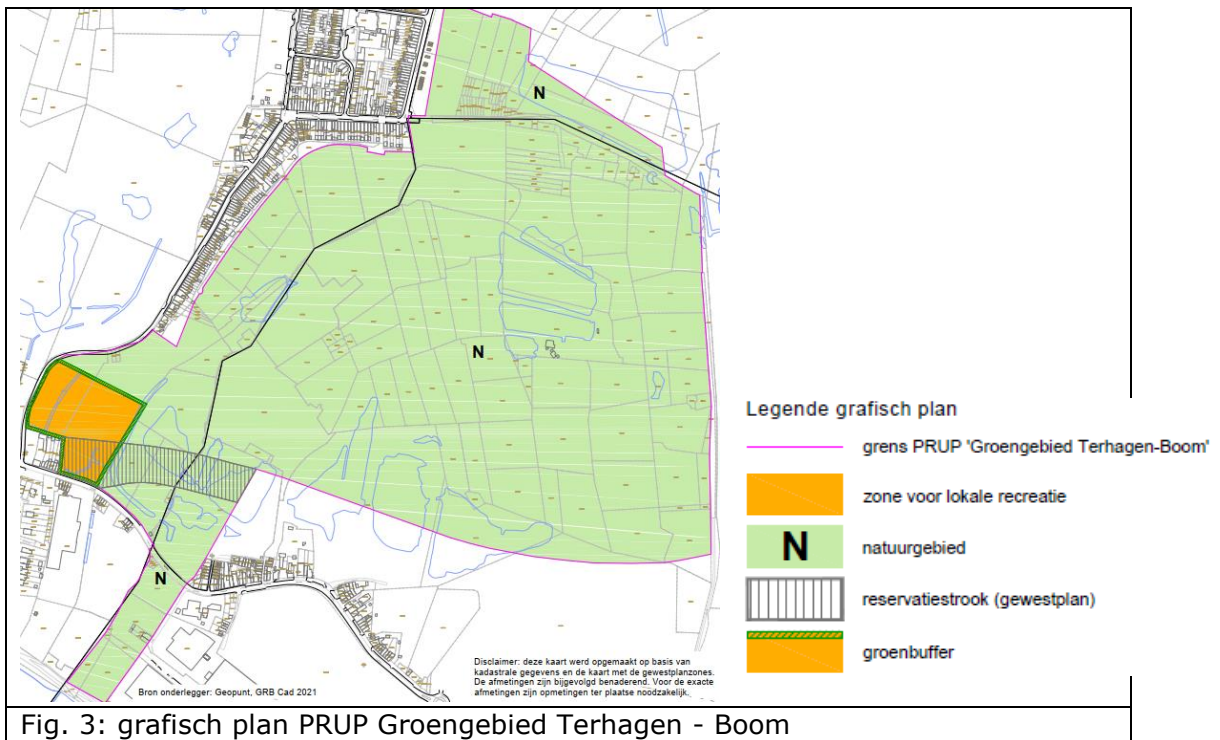 N
N
N
Legende grafisch plan
grens PRUP 'Groengebied Terhagen-Boom'
zone voor lokale recreatie
N
natuurgebied
reservatiestrook (gewestplan)
groenbuffer
Disclaimer: deze kaart werd opgemaakt op basis van
kadastrale gegevens en de kaart met de gewestplanzones.
De afmetingen zijn bijgevolgd benaderend. Voor de exacte
afmetingen zijn opmetingen ter plaatse noodzakelijk.
Bron onderlegger: Geopunt, GRB Cad 2021
Fig. 3: grafisch plan PRUP Groengebied Terhagen - Boom